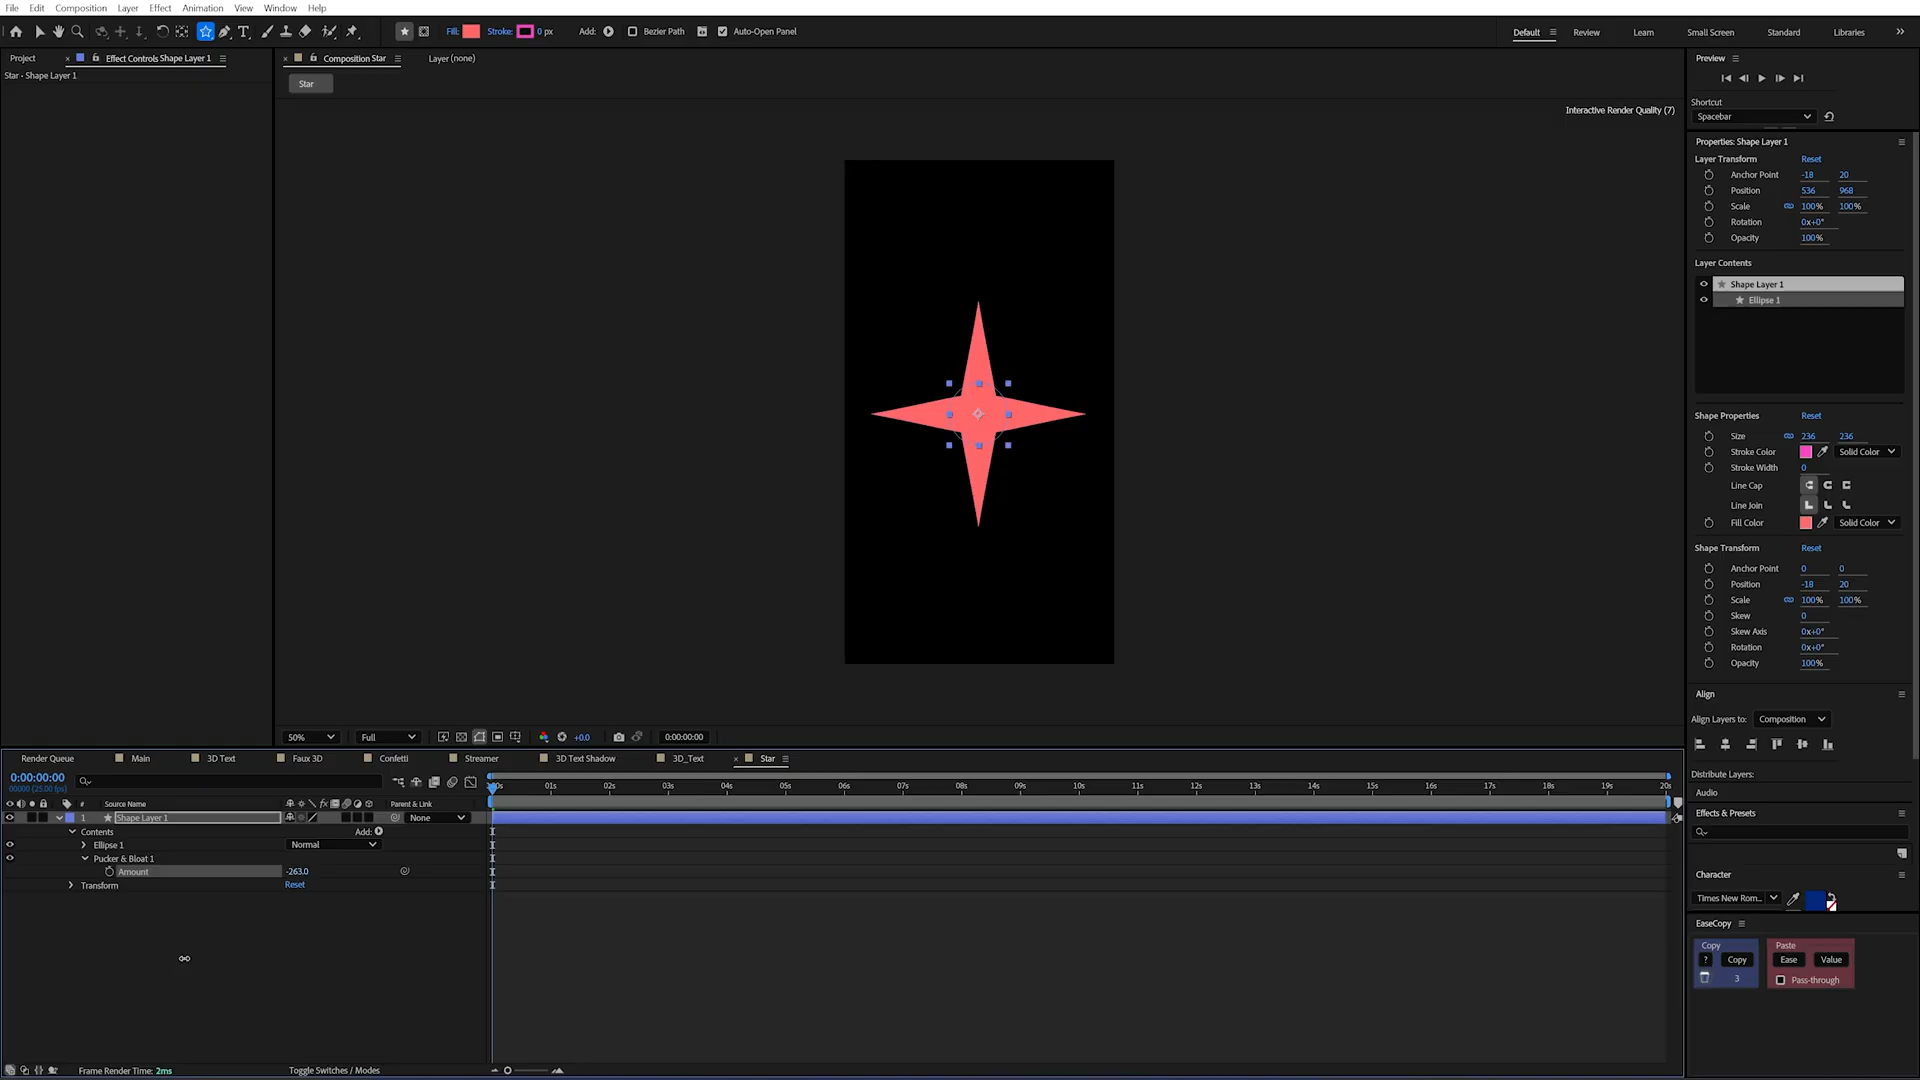 File Edit Composition Layer Effect Animation View Window Help
Fill: Stroke: 0 px Add: Bezier Path Auto-Open Panel
Default Review Learn Small Screen Standard Libraries
Project Effect Controls Shape Layer 1
Star • Shape Layer 1
Composition Star Layer (none)
Star
Interactive Render Quality (7)
Preview
Shortcut
Spacebar
Properties: Shape Layer 1
Layer Transform Reset
Anchor Point -18 20
Position 536 968
Scale 100% 100%
Rotation 0x+0°
Opacity 100%
Layer Contents
Shape Layer 1
Ellipse 1
Shape Properties Reset
Size 236 236
Stroke Color Solid Color
Stroke Width 0
Line Cap
Line Join
Fill Color Solid Color
Shape Transform Reset
Anchor Point 0 0
Position -18 20
Scale 100% 100%
Skew 0
Skew Axis 0x+0°
Rotation 0x+0°
Opacity 100%
Align
Align Layers to: Composition
Distribute Layers:
Audio
Effects & Presets
Character
Times New Rom...
EaseCopy
Copy Paste
? Copy Ease Value
3 Pass-through
50% Full +0.0 0:00:00:00
Render Queue Main 3D Text Faux 3D Confetti Streamer 3D Text Shadow 3D_Text Star
0:00:00:00
00000 (25.00 fps)
01s 02s 03s 04s 05s 06s 07s 08s 09s 10s 11s 12s 13s 14s 15s 16s 17s 18s 19s 20s
# Source Name fx Parent & Link
1 Shape Layer 1 None
Contents Add:
Ellipse 1 Normal
Pucker & Bloat 1
Amount -263.0
Transform Reset
Frame Render Time: 2ms Toggle Switches / Modes